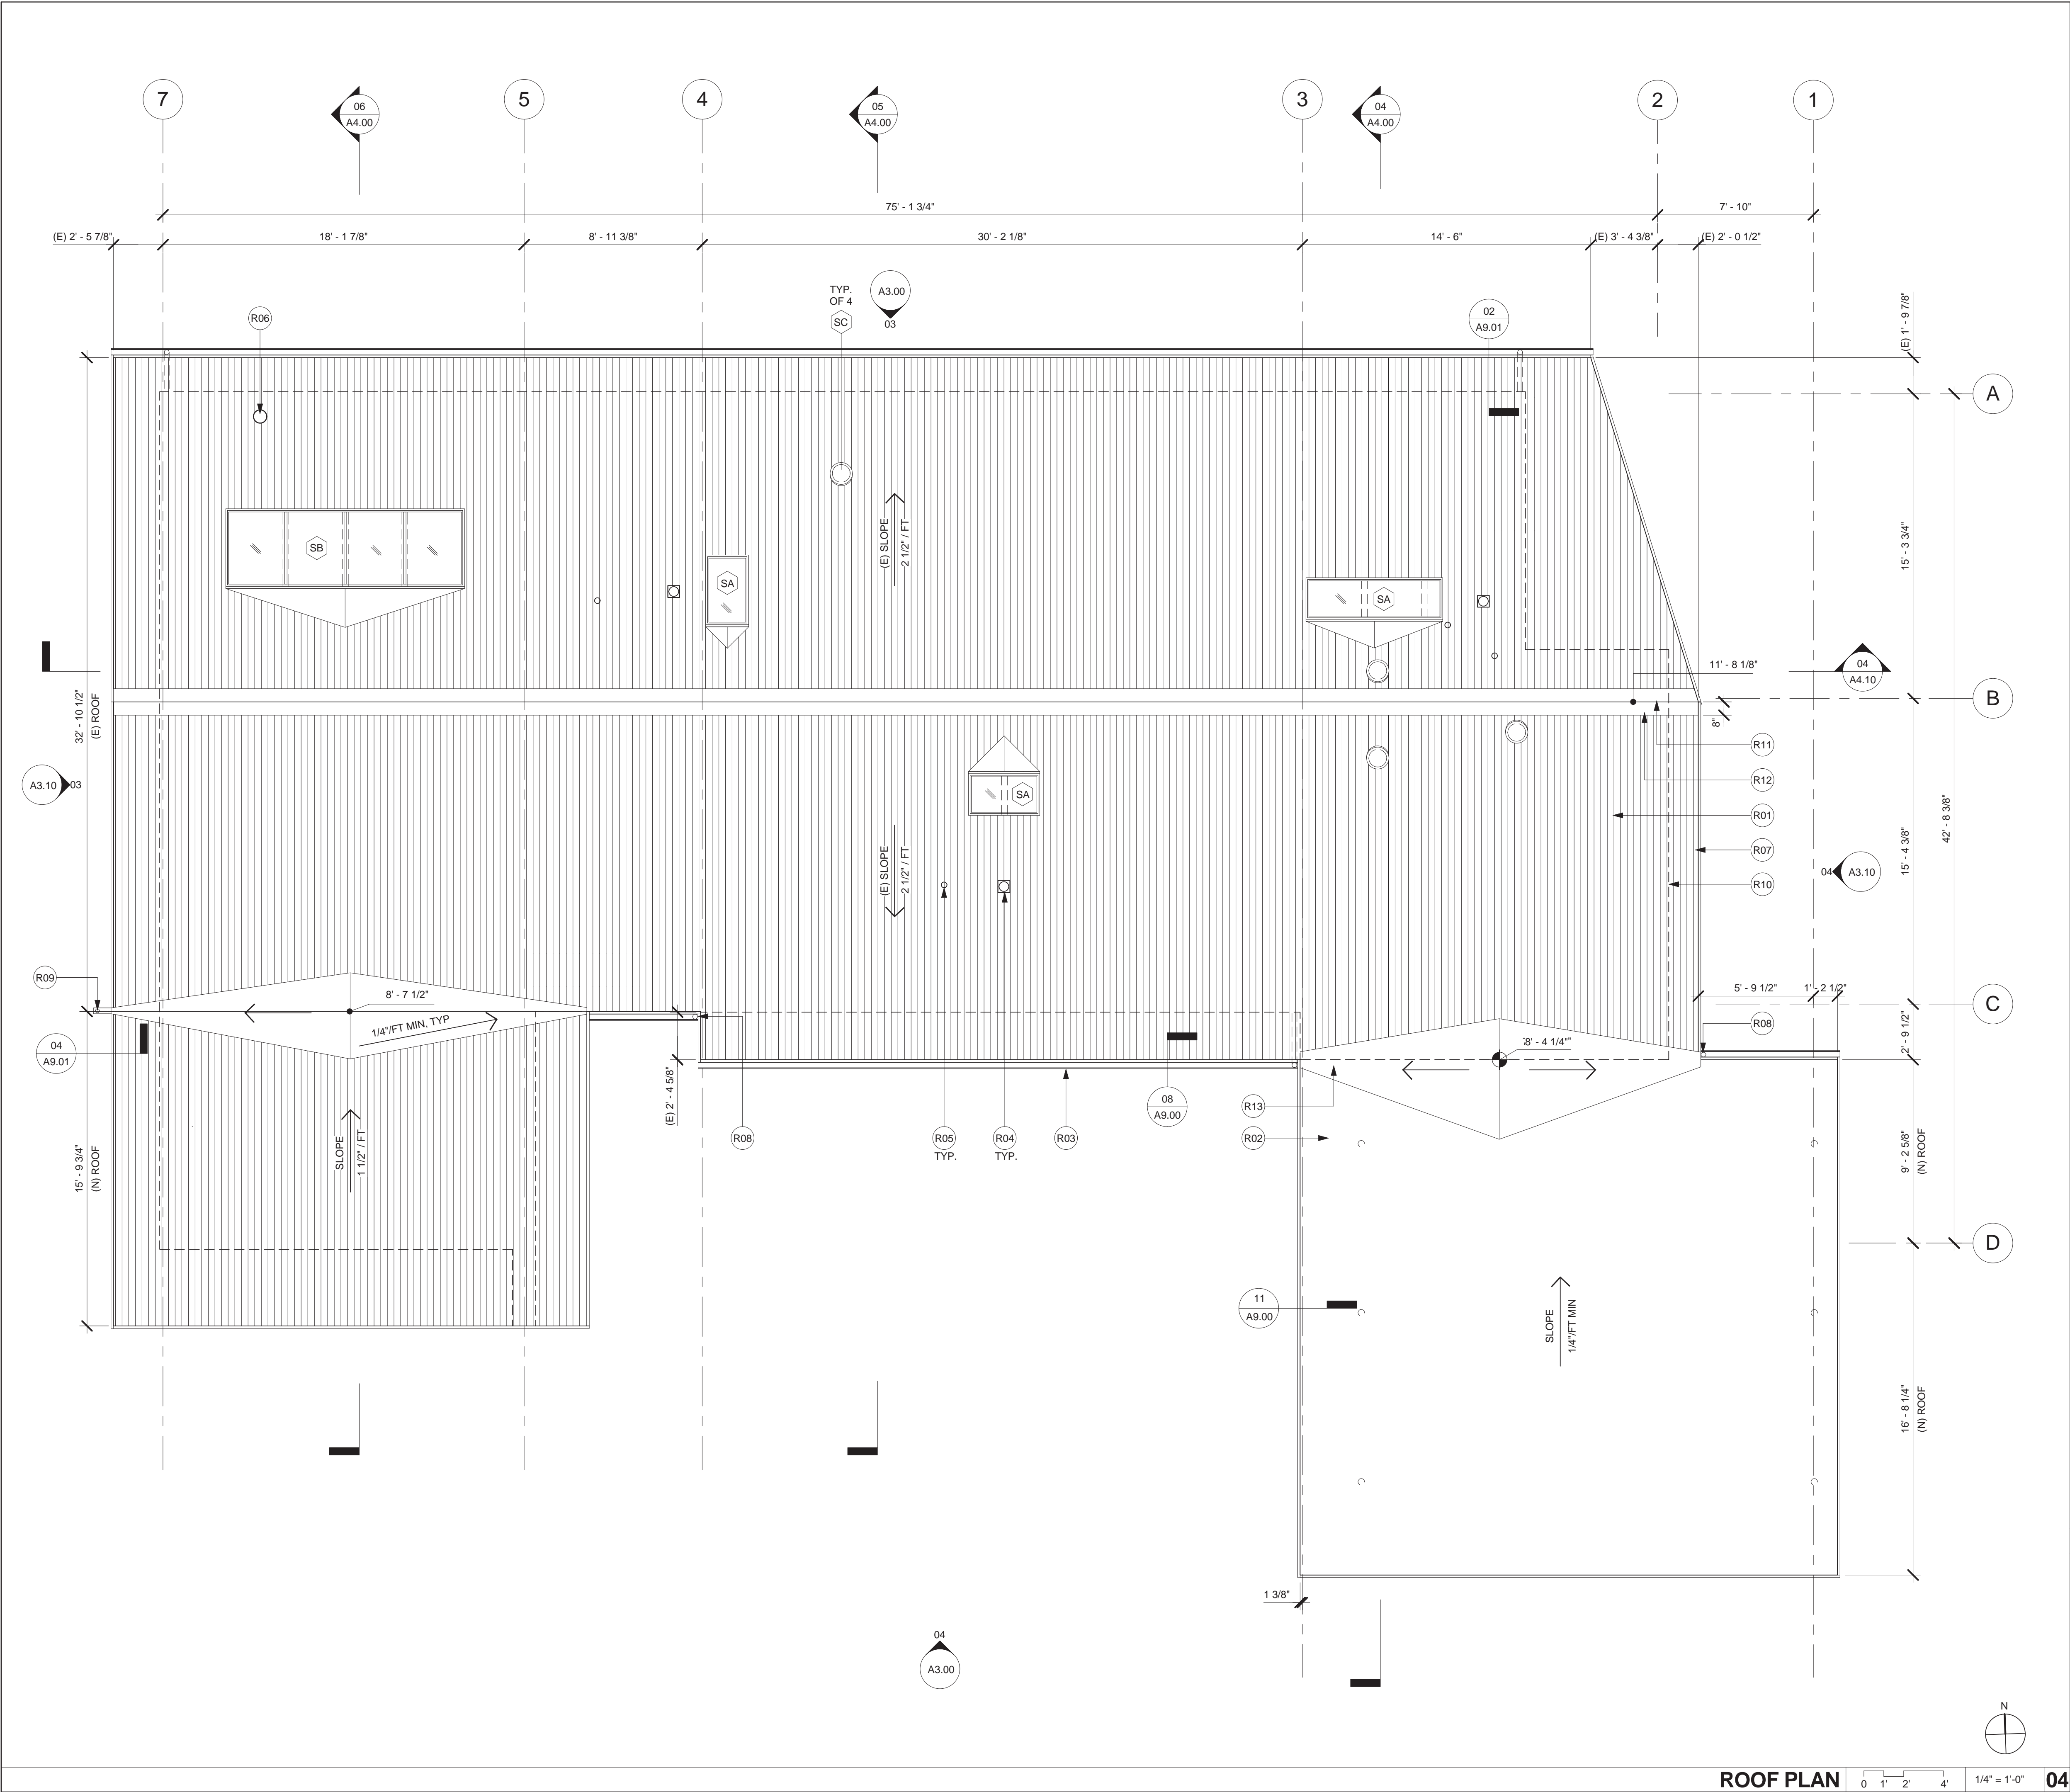 7
06
A4.00
5
4
05
A4.00
3
04
A4.00
2
1
75' - 1 3/4"
7' - 10"
(E) 2' - 5 7/8"
18' - 1 7/8"
8' - 11 3/8"
30' - 2 1/8"
14' - 6"
(E) 3' - 4 3/8"
(E) 2' - 0 1/2"
R06
TYP.
OF 4
SC
A3.00
03
02
A9.01
(E) 1' - 9 7/8"
A
SB
SA
(E) SLOPE
2 1/2" / FT
SA
15' - 3 3/4"
11' - 8 1/8"
04
A4.10
B
8"
32' - 10 1/2"
(E) ROOF
A3.10
03
SA
R11
R12
R01
R07
R10
(E) SLOPE
2 1/2" / FT
15' - 4 3/8"
42' - 8 3/8"
04
A3.10
R09
8' - 7 1/2"
1/4"/FT MIN, TYP
04
A9.01
5' - 9 1/2"
1' - 2 1/2"
C
R08
2' - 9 1/2"
8' - 4 1/4"
(E) 2' - 4 5/8"
08
A9.00
R13
R02
R08
R05
TYP.
R04
TYP.
R03
SLOPE
1 1/2" / FT
15' - 9 3/4"
(N) ROOF
9' - 2 5/8"
(N) ROOF
D
11
A9.00
SLOPE
1/4"/FT MIN
16' - 8 1/4"
(N) ROOF
1 3/8"
04
A3.00
N
ROOF PLAN
0 1' 2' 4'
1/4" = 1'-0"
04